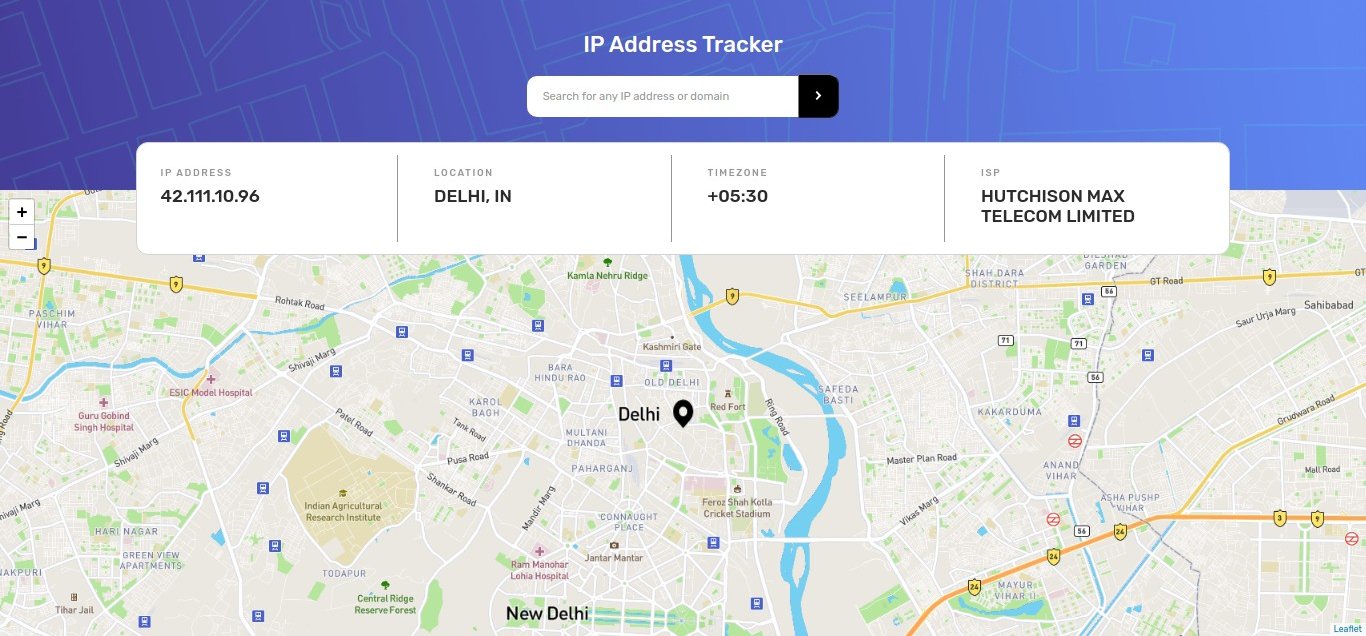 IP Address Tracker
Search for any IP address or domain
IP ADDRESS
42.111.10.96
LOCATION
DELHI, IN
TIMEZONE
+05:30
ISP
HUTCHISON MAX
TELECOM LIMITED
+
−
9
9
Kamla Nehru Ridge
9
SHAH DARA
DISTRICT
GARDEN
GT Road
9
GT
56
SEELAMPUR
Rohtak Road
PASCHIM
VIHAR
Sahibabad
Saur Urja Marg
71
71
Kashmiri Gate
Shivaji Marg
BARA
HINDU RAO
OLD DELHI
56
ESIC Model Hospital
SAFEDA
BASTI
KAROL
BAGH
Red Fort
Ring Road
Delhi
Guru Gobind
Singh Hospital
Patel Road
Tank Road
KAKARDUMA
Grudwara Road
MULTANI
DHANDA
Shivaji Marg
Pusa Road
Master Plan Road
PAHARGANJ
ANAND
VIHAR
Mall Road
Shankar Road
Mandir Marg
Indian Agricultural
Research Institute
Feroz Shah Kotla
Cricket Stadium
Vikas Marg
ASHA PUSHP
VIHAR
CONNAUGHT
PLACE
3
9
HARI NAGAR
56
24
GREEN VIEW
APARTMENTS
Jantar Mantar
24
Ram Manohar
Lohia Hospital
TODAPUR
24
MAYUR
VIHAR II
Tihar Jail
Central Ridge
Reserve Forest
New Delhi
Leaflet